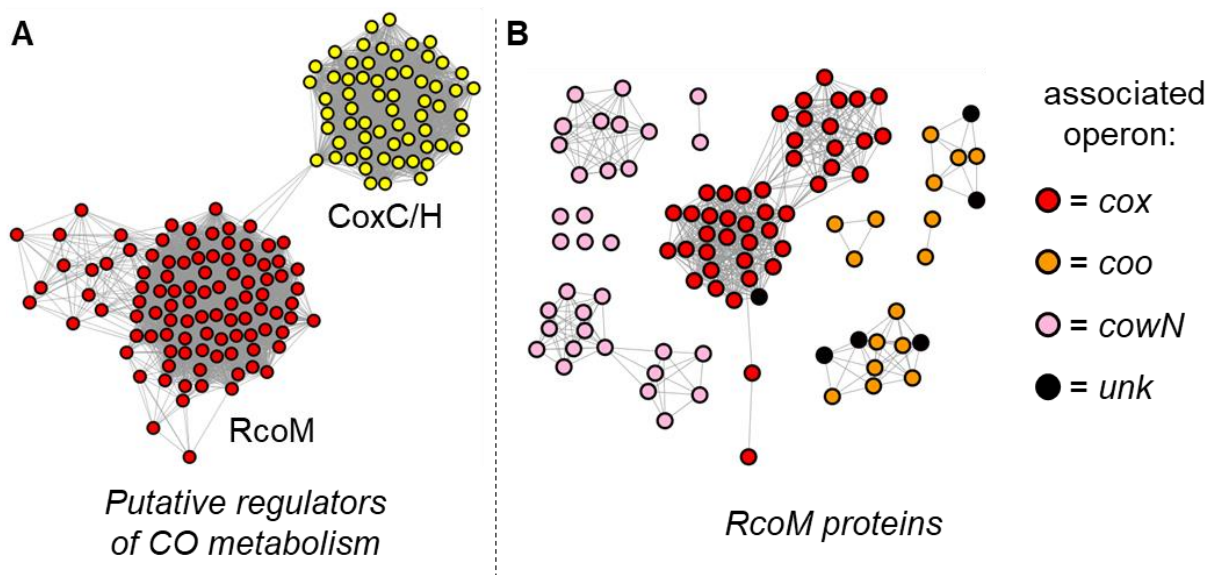 A
CoxC/H
RcoM
Putative regulators
of CO metabolism
B
RcoM proteins
associated
operon:
= cox
= coo
= cowN
= unk